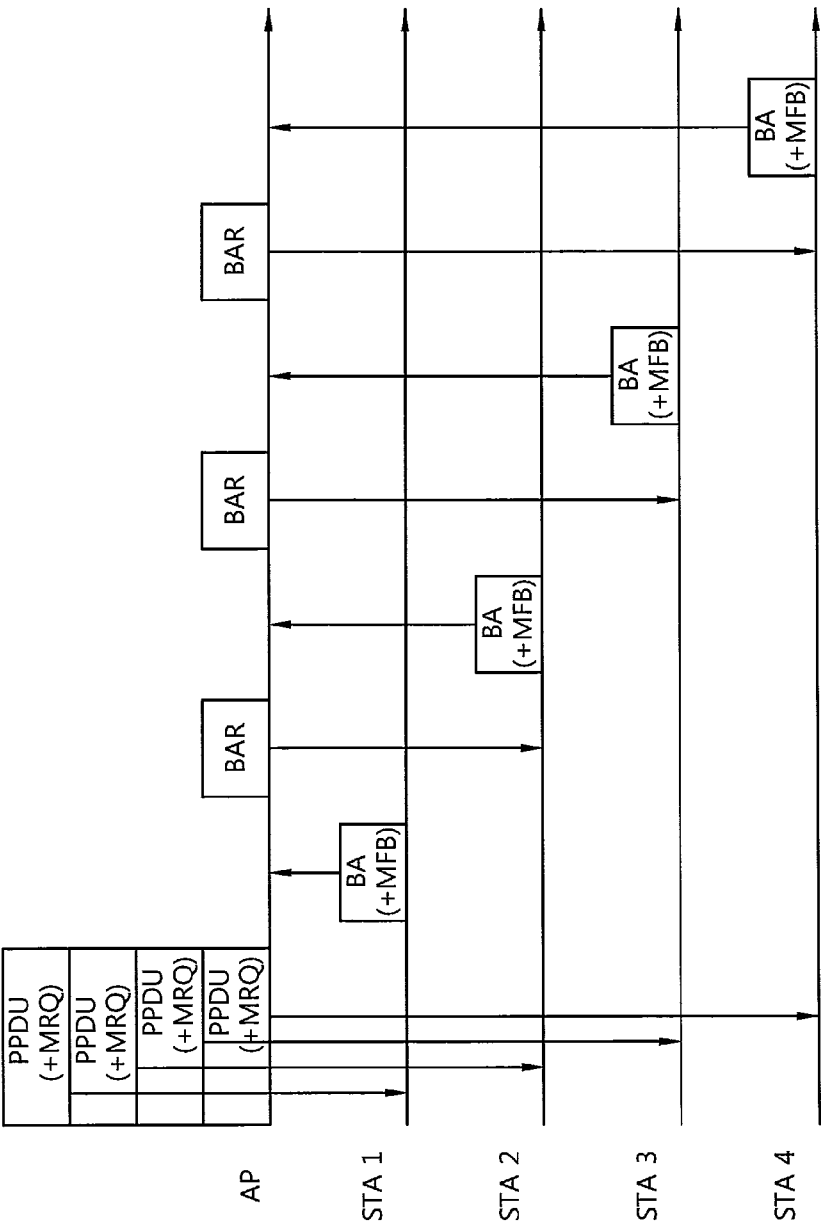 PPDU
(+MRQ)
PPDU
(+MRQ)
PPDU
(+MRQ)
PPDU
(+MRQ)
BAR
BAR
BAR
AP
BA
(+MFB)
STA 1
BA
(+MFB)
STA 2
BA
(+MFB)
STA 3
BA
(+MFB)
STA 4